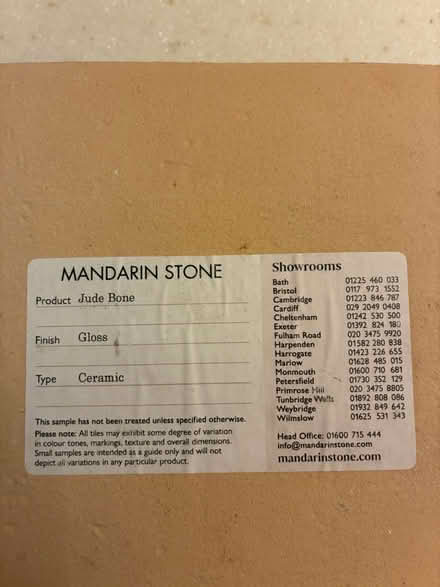 MANDARIN STONE
Product Jude Bone
Finish Gloss
Type Ceramic
This sample has not been treated unless specified otherwise.
Please note: All tiles may exhibit some degree of variation
in colour tones, markings, texture and overall dimensions.
Small samples are intended as a guide only and will not
depict all variations in any particular product.
Showrooms
Bath 01225 460 033
Bristol 0117 973 1552
Cambridge 01223 846 787
Cardiff 029 2049 0408
Cheltenham 01242 530 500
Exeter 01392 824 180
Fulham Road 020 3475 9920
Harpenden 01582 280 838
Harrogate 01423 226 655
Marlow 01628 485 015
Monmouth 01600 710 681
Petersfield 01730 352 129
Primrose Hill 020 3475 8805
Tunbridge Wells 01892 808 086
Weybridge 01932 849 642
Wilmslow 01625 531 343
Head Office: 01600 715 444
info@mandarinstone.com
mandarinstone.com